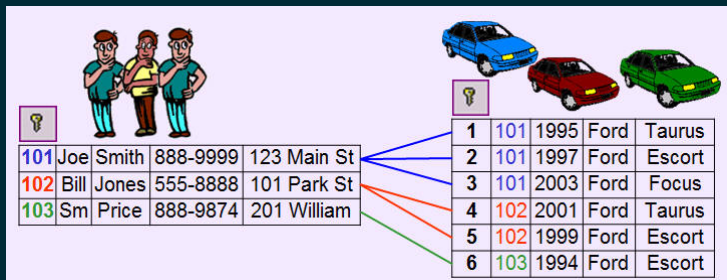 101 Joe Smith 888-9999 123 Main St
102 Bill Jones 555-8888 101 Park St
103 Sm Price 888-9874 201 William
1 101 1995 Ford Taurus
2 101 1997 Ford Escort
3 101 2003 Ford Focus
4 102 2001 Ford Taurus
5 102 1999 Ford Escort
6 103 1994 Ford Escort